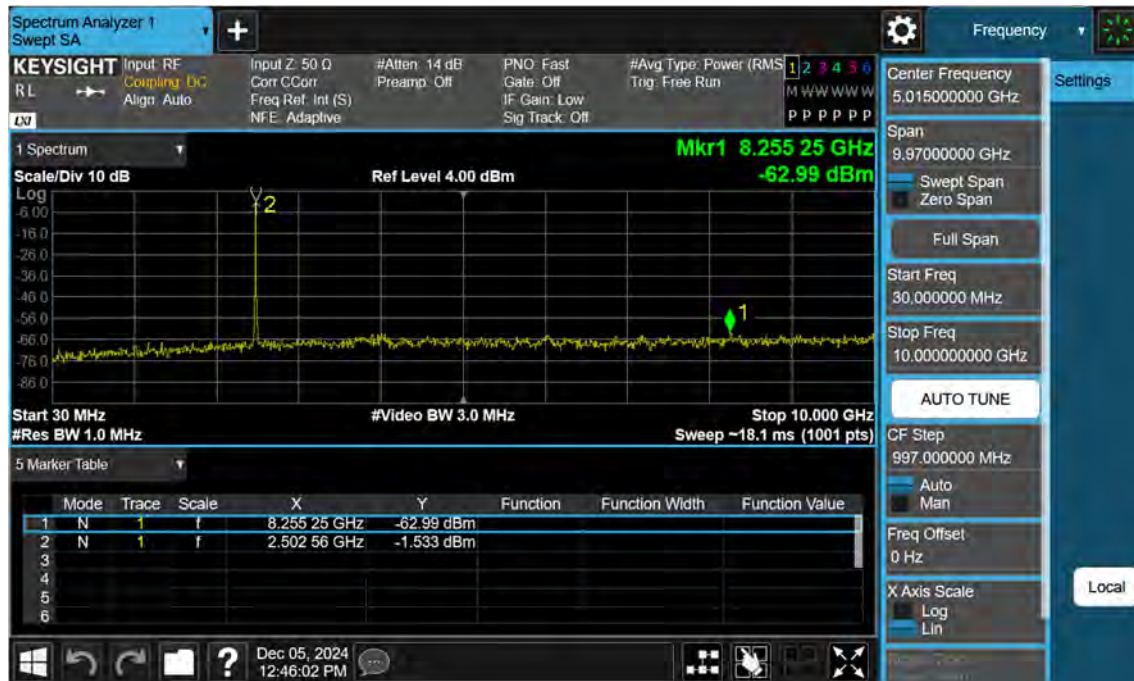 Spectrum Analyzer 1
Swept SA
+
Frequency
KEYSIGHT
RL
LXI
Input: RF
Coupling: DC
Align: Auto
Input Z: 50 Ω
Corr CCorr
Freq Ref: Int (S)
NFE: Adaptive
#Atten: 14 dB
Preamp: Off
PNO: Fast
Gate: Off
IF Gain: Low
Sig Track: Off
#Avg Type: Power (RMS
Trig: Free Run
1 2 3 4 5 6
M W W W W W
P P P P P P
1 Spectrum
Mkr1 8.255 25 GHz
Scale/Div 10 dB
Ref Level 4.00 dBm
-62.99 dBm
Log
-6.00
-16.0
-26.0
-36.0
-46.0
-56.0
-66.0
-76.0
-86.0
2
1
Start 30 MHz
#Video BW 3.0 MHz
Stop 10.000 GHz
#Res BW 1.0 MHz
Sweep ~18.1 ms (1001 pts)
5 Marker Table
Mode Trace Scale X Y Function Function Width Function Value
1 N 1 f 8.255 25 GHz -62.99 dBm
2 N 1 f 2.502 56 GHz -1.533 dBm
3
4
5
6
?
Dec 05, 2024
12:46:02 PM
Center Frequency
5.015000000 GHz
Span
9.97000000 GHz
Swept Span
Zero Span
Full Span
Start Freq
30.000000 MHz
Stop Freq
10.000000000 GHz
AUTO TUNE
CF Step
997.000000 MHz
Auto
Man
Freq Offset
0 Hz
X Axis Scale
Log
Lin
Settings
Local